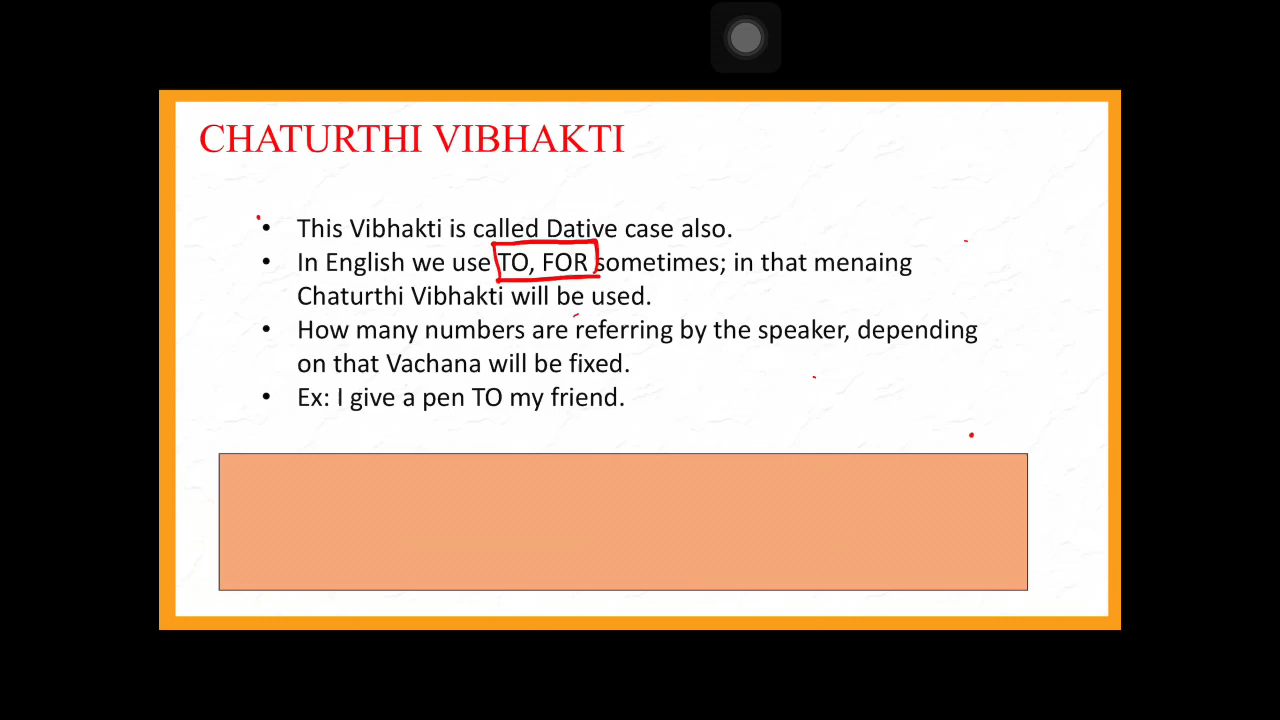 CHATURTHI VIBHAKTI
• This Vibhakti is called Dative case also.
• In English we use TO, FOR sometimes; in that menaing
Chaturthi Vibhakti will be used.
• How many numbers are referring by the speaker, depending
on that Vachana will be fixed.
• Ex: I give a pen TO my friend.